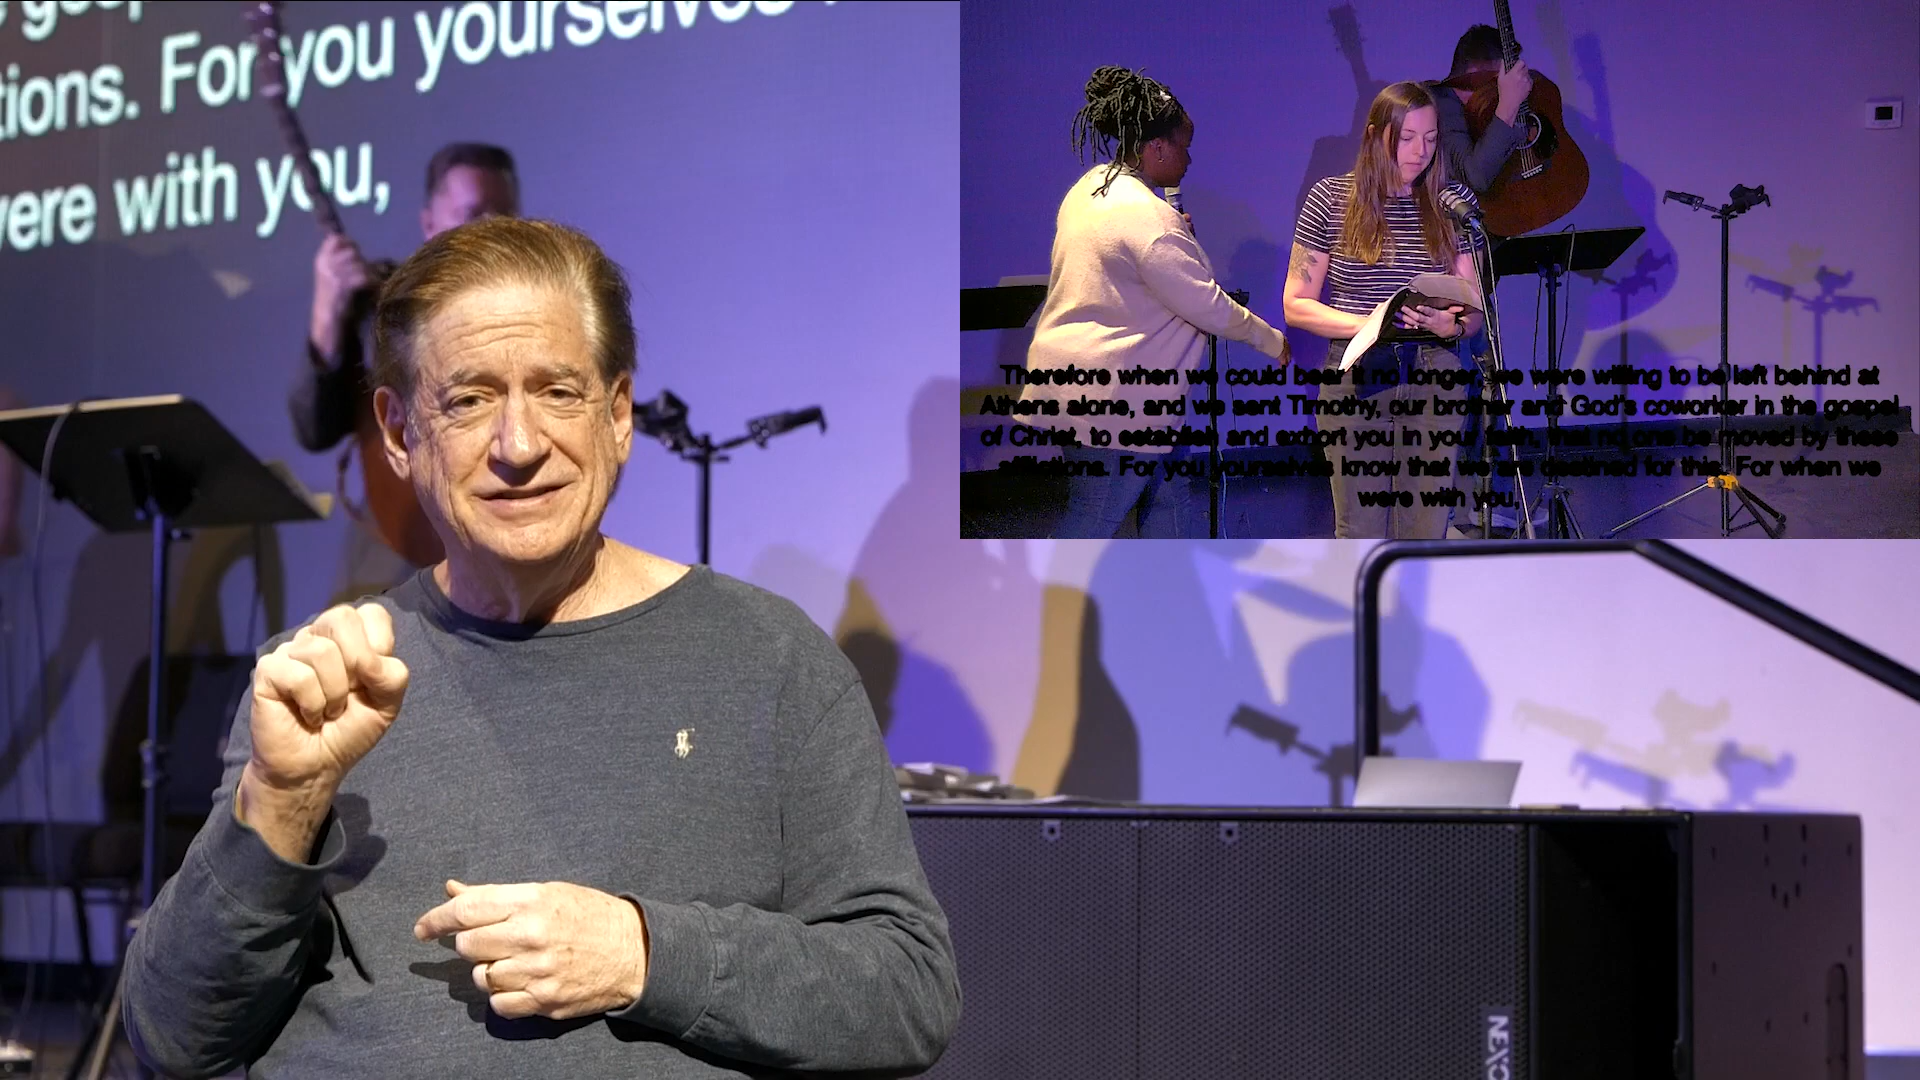 tions. For you yourselves
were with you,
Therefore when we could bear it no longer, we were willing to be left behind at
Athens alone, and we sent Timothy, our brother and God's coworker in the gospel
of Christ, to establish and exhort you in your faith, that no one be moved by these
afflictions. For you yourselves know that we are destined for this. For when we
were with you,